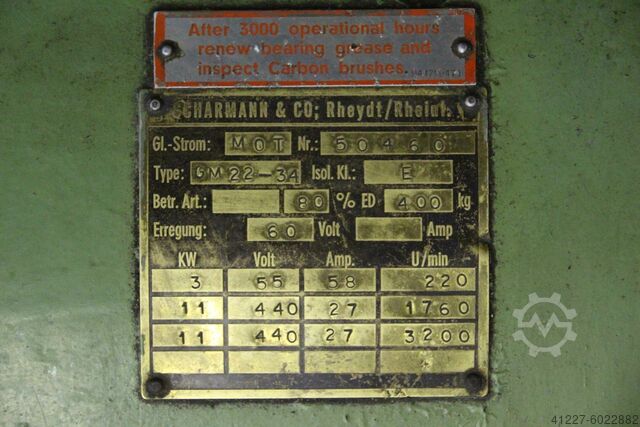 After 3000 operational hours
renew bearing grease and
inspect Carbon brushes.
SCHARMANN & CO; Rheydt/Rheinl.
Gl.-Strom: MOT Nr.: 50460
Type: GM22-34 Isol. Kl.: E
Betr. Art.: 80 % ED 400 kg
Erregung: 60 Volt Amp
KW Volt Amp. U/min
3 55 58 220
11 440 27 1760
11 440 27 3200
41227-6022882